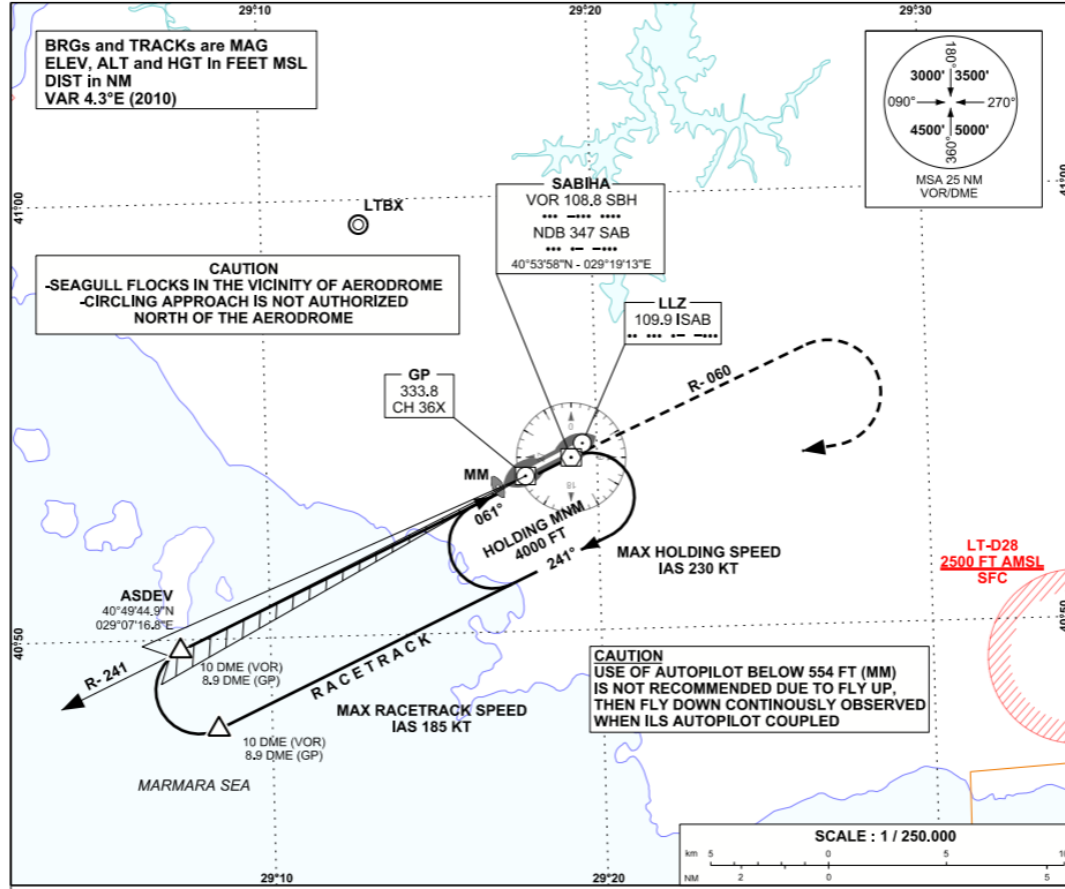 29:10
29:20
29:30
BRGs and TRACKs are MAG
ELEV, ALT and HGT In FEET MSL
DIST in NM
VAR 4.3°E (2010)
180°
3000' 3500'
090° 270°
4500' 5000'
360°
MSA 25 NM
VOR/DME
41:00
41:00
LTBX
SABIHA
VOR 108.8 SBH
••• —••• ••••
NDB 347 SAB
••• •— —•••
40°53'58"N - 029°19'13"E
CAUTION
-SEAGULL FLOCKS IN THE VICINITY OF AERODROME
-CIRCLING APPROACH IS NOT AUTHORIZED
NORTH OF THE AERODROME
LLZ
109.9 ISAB
•• ••• •— —•••
GP
333.8
CH 36X
R- 060
0
18
MM
061°
HOLDING MNM
4000 FT
241°
MAX HOLDING SPEED
IAS 230 KT
LT-D28
2500 FT AMSL
SFC
ASDEV
40°49'44.9"N
029°07'16.8"E
40:50
40:50
10 DME (VOR)
8.9 DME (GP)
R- 241
RACETRACK
MAX RACETRACK SPEED
IAS 185 KT
10 DME (VOR)
8.9 DME (GP)
CAUTION
USE OF AUTOPILOT BELOW 554 FT (MM)
IS NOT RECOMMENDED DUE TO FLY UP,
THEN FLY DOWN CONTINOUSLY OBSERVED
WHEN ILS AUTOPILOT COUPLED
MARMARA SEA
SCALE : 1 / 250.000
km 5 0 5 10
NM 2 0 5
29:10
29:20